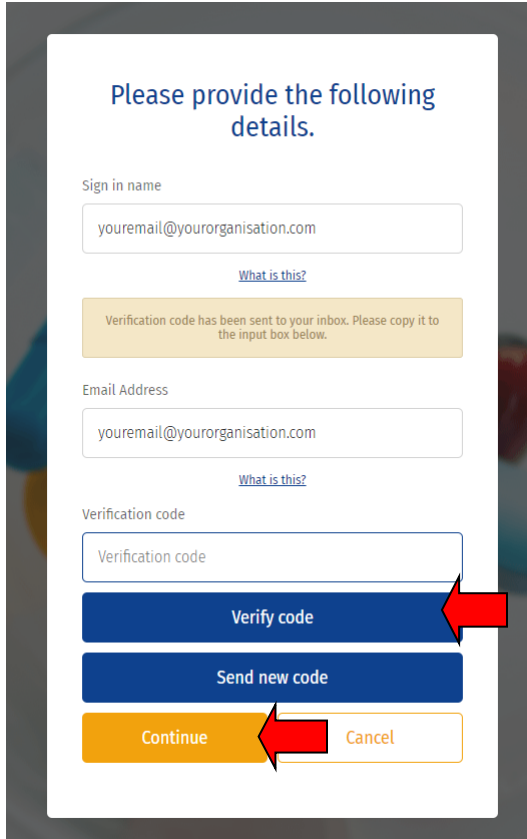 Please provide the following
details.
Sign in name
youremail@yourorganisation.com
What is this?
Verification code has been sent to your inbox. Please copy it to
the input box below.
Email Address
youremail@yourorganisation.com
What is this?
Verification code
Verification code
Verify code
Send new code
Continue
Cancel